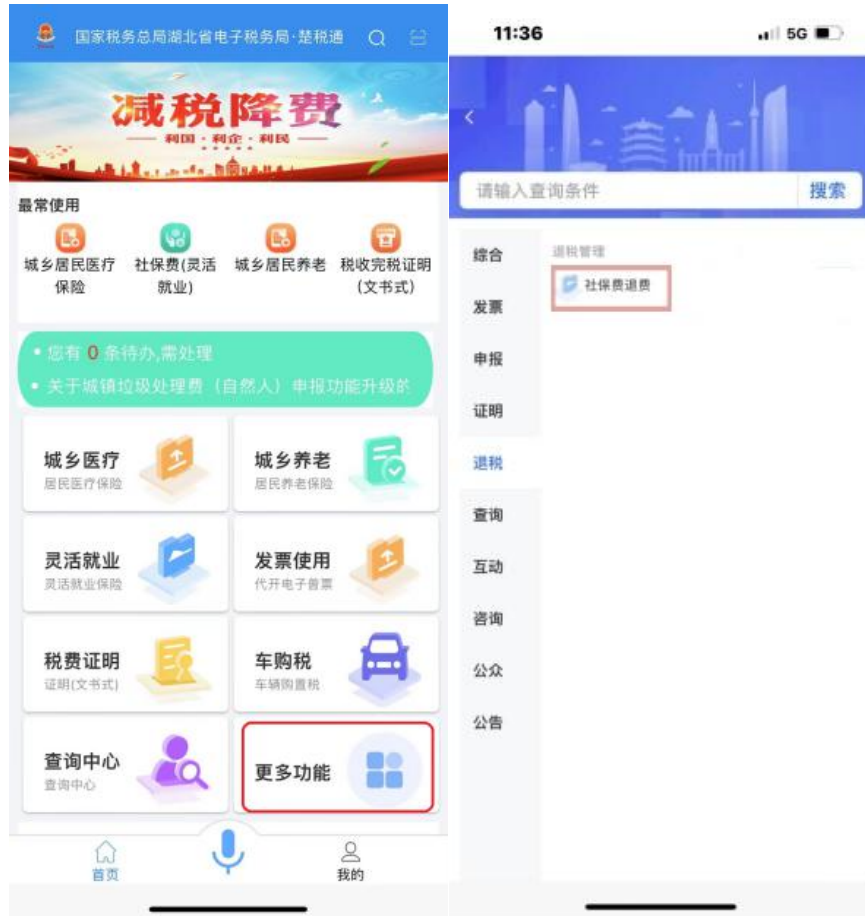 国家税务总局湖北省电子税务局·楚税通
减税降费
利国·利企·利民
最常使用
城乡居民医疗保险
社保费(灵活就业)
城乡居民养老
税收完税证明(文书式)
您有 0 条待办,需处理
关于城镇垃圾处理费（自然人）申报功能升级的
城乡医疗
居民医疗保险
城乡养老
居民养老保险
灵活就业
灵活就业保险
发票使用
代开电子普票
税费证明
证明(文书式)
车购税
车辆购置税
查询中心
查询中心
更多功能
首页
我的
11:36
5G
请输入查询条件
搜索
综合
发票
申报
证明
退税
查询
互动
咨询
公众
公告
退税管理
社保费退费